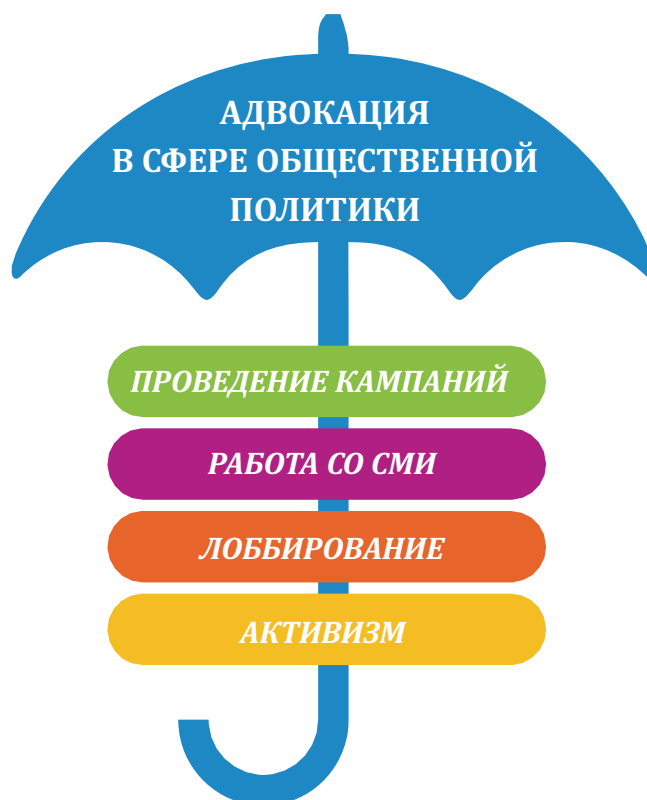 АДВОКАЦИЯ
В СФЕРЕ ОБЩЕСТВЕННОЙ
ПОЛИТИКИ
ПРОВЕДЕНИЕ КАМПАНИЙ
РАБОТА СО СМИ
ЛОББИРОВАНИЕ
АКТИВИЗМ